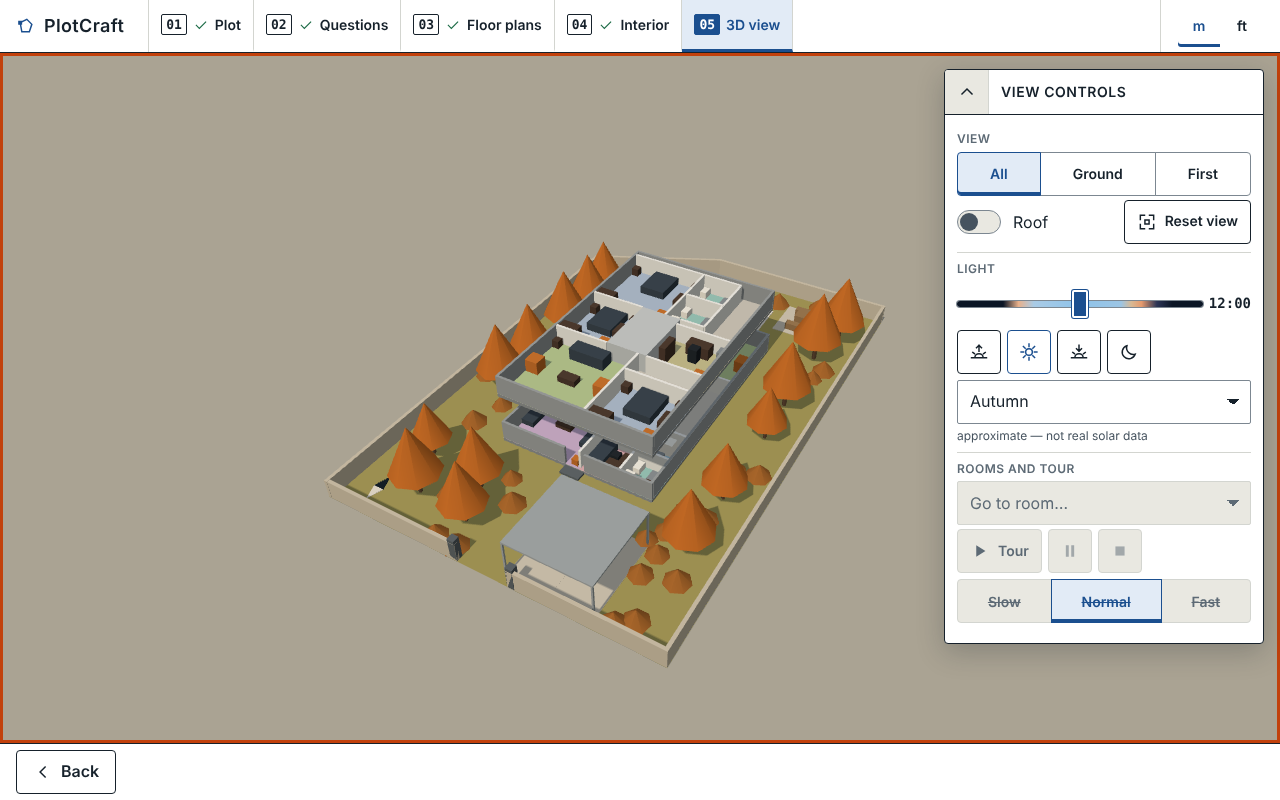 PlotCraft
01 Plot
02 Questions
03 Floor plans
04 Interior
05 3D view
m ft
VIEW CONTROLS
VIEW
All Ground First
Roof Reset view
LIGHT
12:00
Autumn
approximate — not real solar data
ROOMS AND TOUR
Go to room...
Tour
Slow Normal Fast
Back